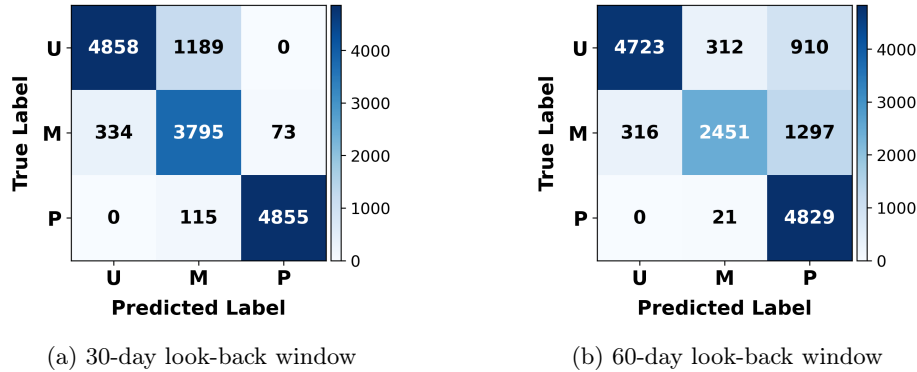 U 4858 1189 0
M 334 3795 73
P 0 115 4855
U M P
True Label
Predicted Label
4000
3000
2000
1000
0
(a) 30-day look-back window
U 4723 312 910
M 316 2451 1297
P 0 21 4829
U M P
True Label
Predicted Label
4000
3000
2000
1000
0
(b) 60-day look-back window